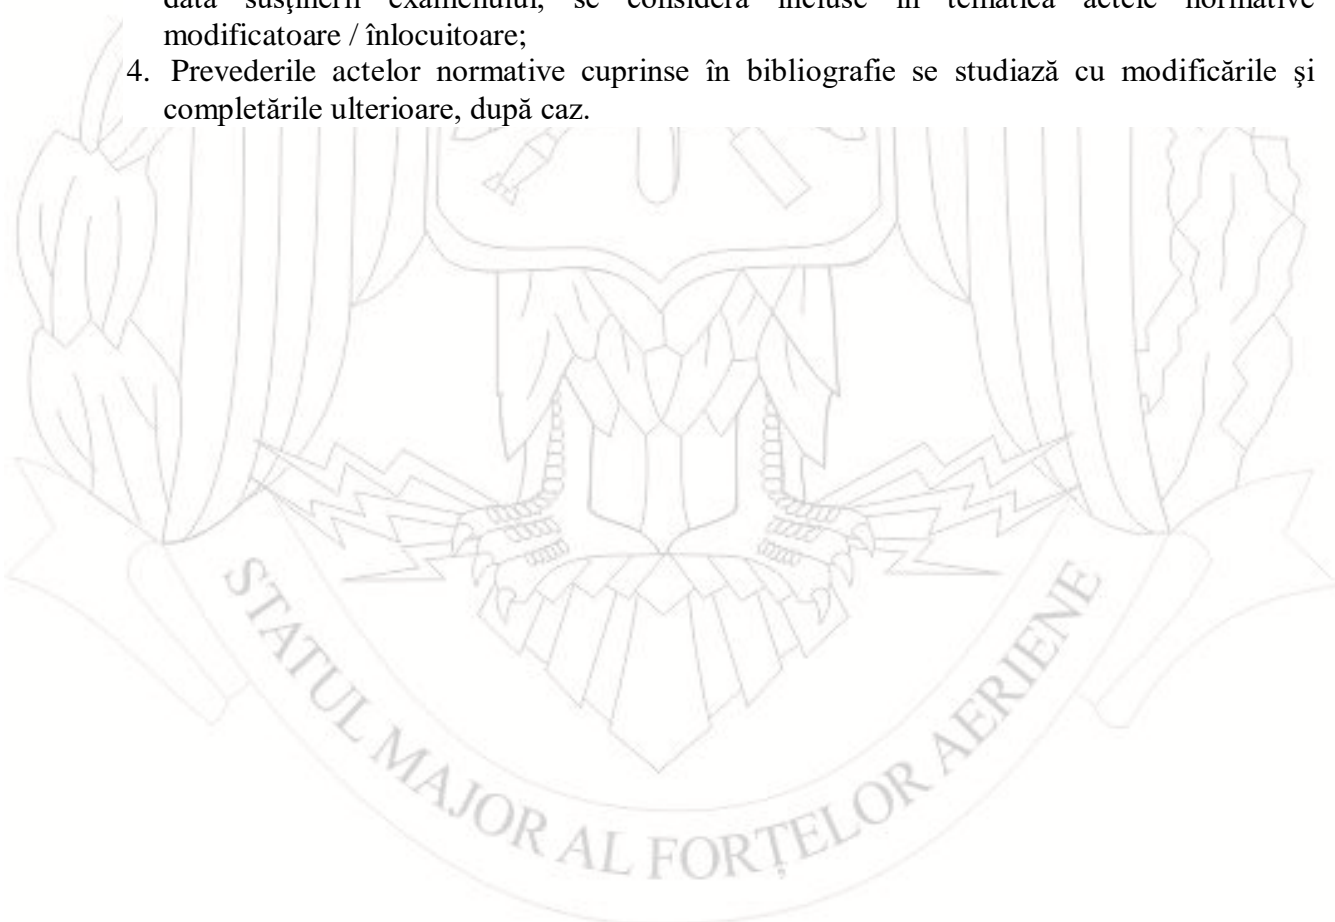 data susţinerii examenului, se consideră incluse în tematică actele normative
modificatoare / înlocuitoare;
4. Prevederile actelor normative cuprinse în bibliografie se studiază cu modificările şi
completările ulterioare, după caz.
STATUL MAJOR AL FORȚELOR AERIENE